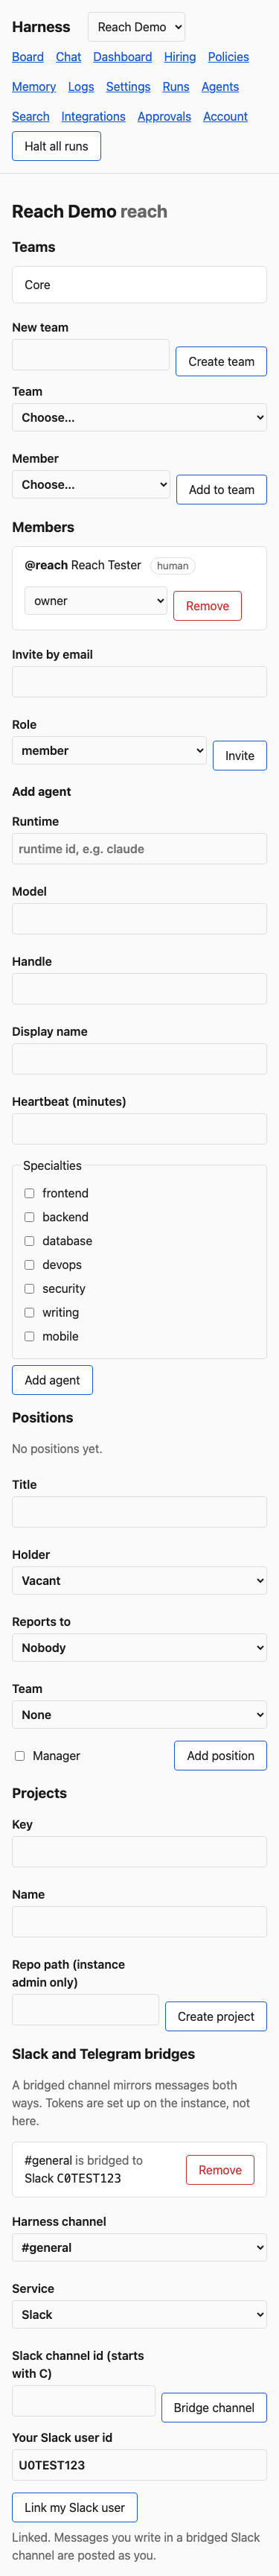 Harness Reach Demo
Board Chat Dashboard Hiring Policies
Memory Logs Settings Runs Agents
Search Integrations Approvals Account
Halt all runs
Reach Demo reach
Teams
Core
New team
Create team
Team
Choose...
Member
Choose...
Add to team
Members
@reach Reach Tester human
owner
Remove
Invite by email
Role
member
Invite
Add agent
Runtime
runtime id, e.g. claude
Model
Handle
Display name
Heartbeat (minutes)
Specialties
frontend
backend
database
devops
security
writing
mobile
Add agent
Positions
No positions yet.
Title
Holder
Vacant
Reports to
Nobody
Team
None
Manager
Add position
Projects
Key
Name
Repo path (instance
admin only)
Create project
Slack and Telegram bridges
A bridged channel mirrors messages both
ways. Tokens are set up on the instance, not
here.
#general is bridged to
Slack C0TEST123
Remove
Harness channel
#general
Service
Slack
Slack channel id (starts
with C)
Bridge channel
Your Slack user id
U0TEST123
Link my Slack user
Linked. Messages you write in a bridged Slack
channel are posted as you.